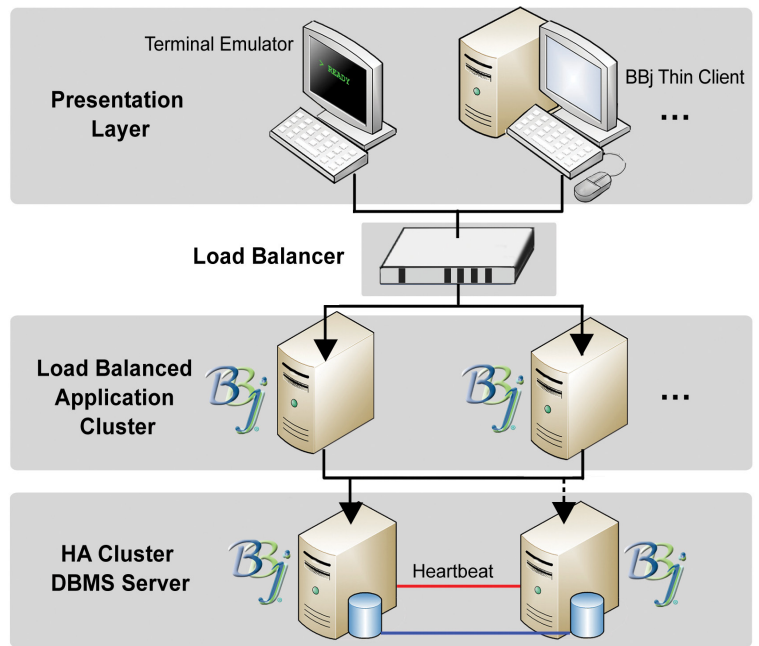 Terminal Emulator
> READY
BBj Thin Client
...
Presentation
Layer
Load Balancer
Load Balanced
Application
Cluster
BBj
BBj
...
HA Cluster
DBMS Server
BBj
Heartbeat
BBj